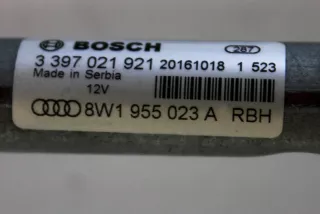 BOSCH 287
3 397 021 921 20161018 1 523
Made in Serbia
12V
8W1 955 023 A RBH